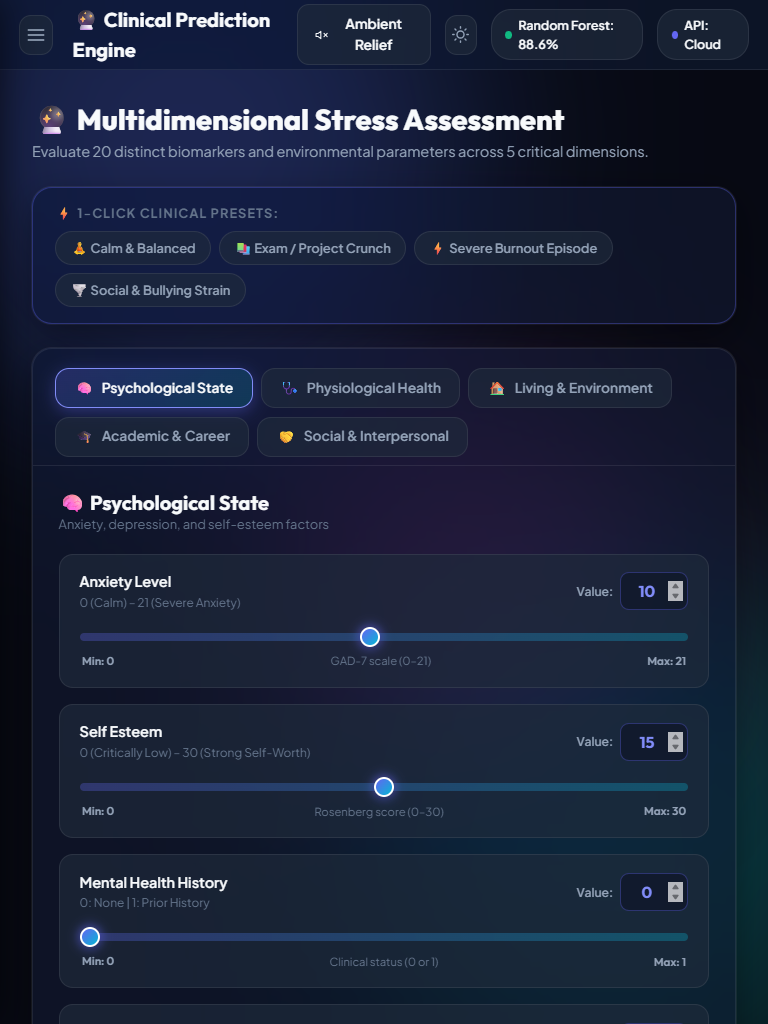 Clinical Prediction
Engine
Ambient
Relief
Random Forest:
88.6%
API:
Cloud
Multidimensional Stress Assessment
Evaluate 20 distinct biomarkers and environmental parameters across 5 critical dimensions.
1-CLICK CLINICAL PRESETS:
Calm & Balanced
Exam / Project Crunch
Severe Burnout Episode
Social & Bullying Strain
Psychological State
Physiological Health
Living & Environment
Academic & Career
Social & Interpersonal
Psychological State
Anxiety, depression, and self-esteem factors
Anxiety Level
0 (Calm) – 21 (Severe Anxiety)
Value: 10
Min: 0 GAD-7 scale (0–21) Max: 21
Self Esteem
0 (Critically Low) – 30 (Strong Self-Worth)
Value: 15
Min: 0 Rosenberg score (0–30) Max: 30
Mental Health History
0: None | 1: Prior History
Value: 0
Min: 0 Clinical status (0 or 1) Max: 1